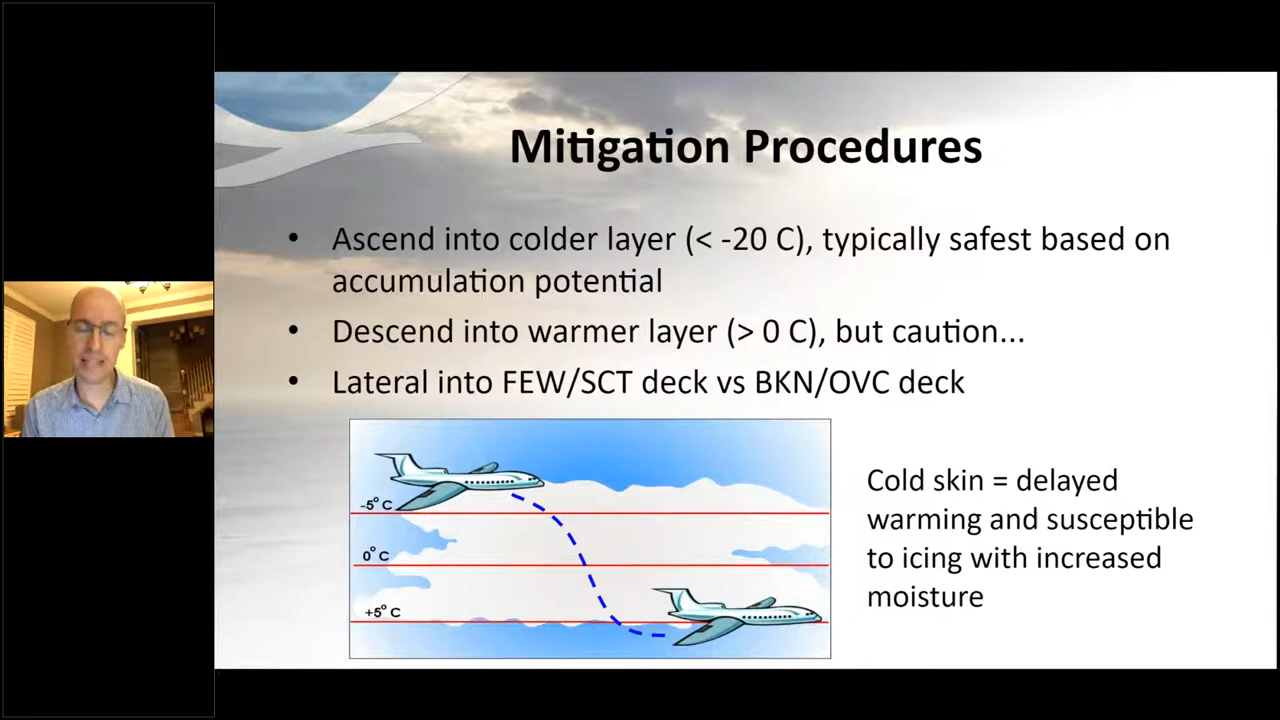 Mitigation Procedures
• Ascend into colder layer (< -20 C), typically safest based on
accumulation potential
• Descend into warmer layer (> 0 C), but caution...
• Lateral into FEW/SCT deck vs BKN/OVC deck
-5° C
0° C
+5° C
Cold skin = delayed
warming and susceptible
to icing with increased
moisture